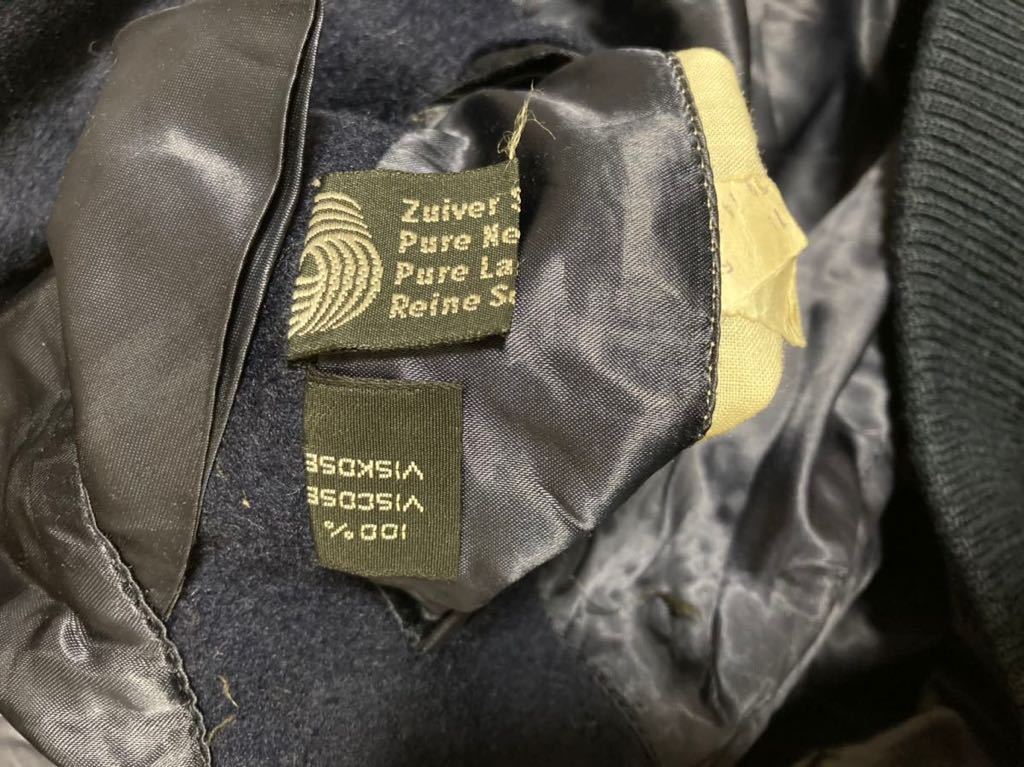 Zuiver
Pure Ne
Pure La
Reine
100%
VISCOSE
VISKOSE